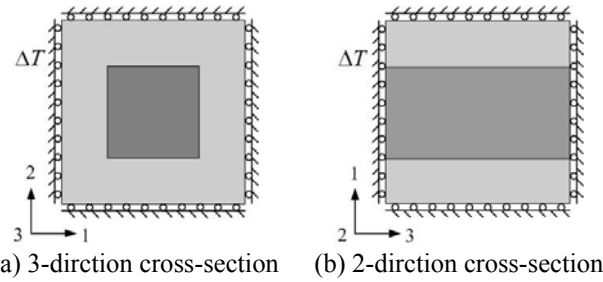 ΔT
2
3
1
ΔT
1
2
3
a) 3-dirction cross-section
(b) 2-dirction cross-section